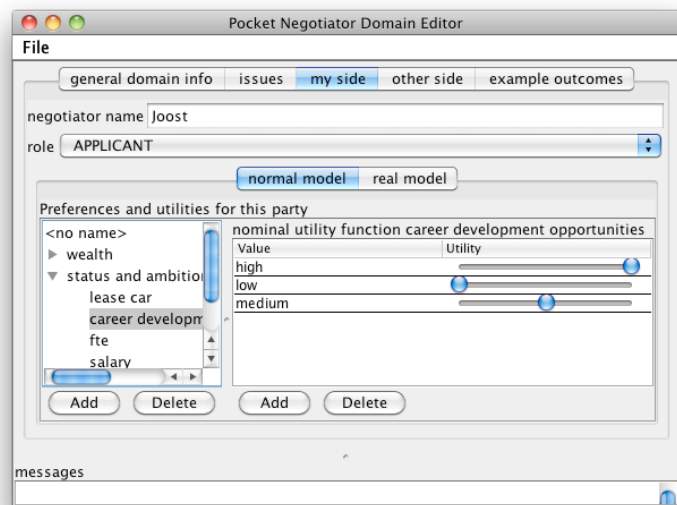 Pocket Negotiator Domain Editor
File
general domain info issues my side other side example outcomes
negotiator name Joost
role APPLICANT
normal model real model
Preferences and utilities for this party
<no name>
wealth
status and ambition
lease car
career developm
fte
salary
nominal utility function career development opportunities
Value Utility
high
low
medium
Add Delete Add Delete
messages